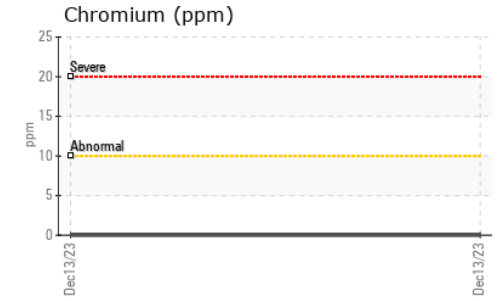 Chromium (ppm)
25
Severe
20
15
ppm
Abnormal
10
5
0
Dec13/23
Dec13/23